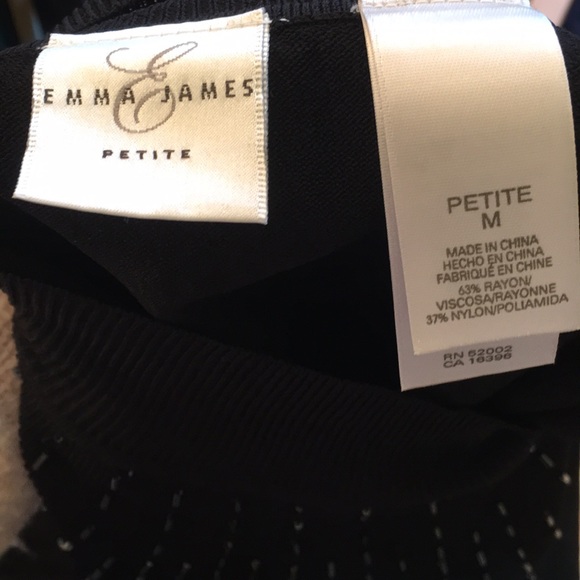 E
EMMA JAMES
PETITE
PETITE
M
MADE IN CHINA
HECHO EN CHINA
FABRIQUÉ EN CHINE
63% RAYON/
VISCOSA/RAYONNE
37% NYLON/POLIAMIDA
RN 52002
CA 16396